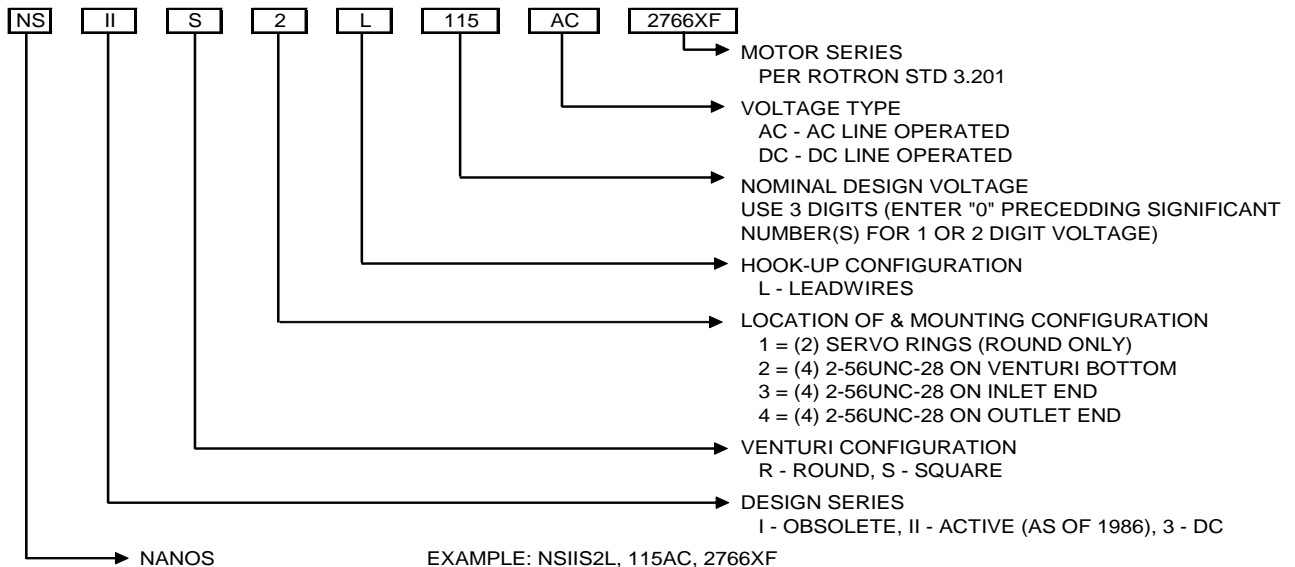 NS II S 2 L 115 AC 2766XF
MOTOR SERIES
PER ROTRON STD 3.201
VOLTAGE TYPE
AC - AC LINE OPERATED
DC - DC LINE OPERATED
NOMINAL DESIGN VOLTAGE
USE 3 DIGITS (ENTER "0" PRECEDDING SIGNIFICANT
NUMBER(S) FOR 1 OR 2 DIGIT VOLTAGE)
HOOK-UP CONFIGURATION
L - LEADWIRES
LOCATION OF & MOUNTING CONFIGURATION
1 = (2) SERVO RINGS (ROUND ONLY)
2 = (4) 2-56UNC-28 ON VENTURI BOTTOM
3 = (4) 2-56UNC-28 ON INLET END
4 = (4) 2-56UNC-28 ON OUTLET END
VENTURI CONFIGURATION
R - ROUND, S - SQUARE
DESIGN SERIES
I - OBSOLETE, II - ACTIVE (AS OF 1986), 3 - DC
NANOS EXAMPLE: NSIIS2L, 115AC, 2766XF